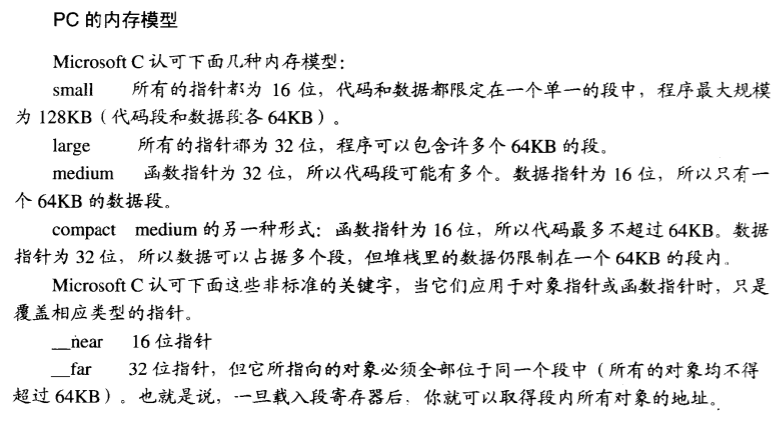 PC 的内存模型
Microsoft C 认可下面几种内存模型：
small 所有的指针都为 16 位，代码和数据都限定在一个单一的段中，程序最大规模
为 128KB（代码段和数据段各 64KB）。
large 所有的指针都为 32 位，程序可以包含许多个 64KB 的段。
medium 函数指针为 32 位，所以代码段可能有多个。数据指针为 16 位，所以只有一
个 64KB 的数据段。
compact medium 的另一种形式：函数指针为 16 位，所以代码最多不超过 64KB。数据
指针为 32 位，所以数据可以占据多个段，但堆栈里的数据仍限制在一个 64KB 的段内。
Microsoft C 认可下面这些非标准的关键字，当它们应用于对象指针或函数指针时，只是
覆盖相应类型的指针。
__near 16 位指针
__far 32 位指针，但它所指向的对象必须全部位于同一个段中（所有的对象均不得
超过 64KB）。也就是说，一旦载入段寄存器后，你就可以取得段内所有对象的地址。